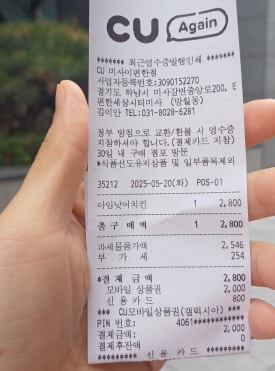 CU Again
******* 최근영수증발행인쇄 *******
CU 미사이편한점
사업자등록번호:3090152270
경기도 하남시 미사강변중앙로200, E
편한세상시티미사 (망월동)
김이안 TEL:031-8028-6281
정부 방침으로 교환/환불 시 영수증
지참하셔야 합니다.(결제카드 지참)
30일 내 구매 점포 방문
*식품선도유지상품 및 일부품목제외
35212 2025-05-20(화) POS-01
아임낫어치킨 1 2,800
총 구 매 액 1 2,800
과세물품가액 2,546
부 가 세 254
*결 제 금 액 2,800
모바일 상품권 2,000
신 용 카 드 800
*** CU모바일상품권(갤럭시아) ***
PIN 번호: 4061************
결제금액: 2,000
결제후잔액 0
******** 신 용 카 드 ********